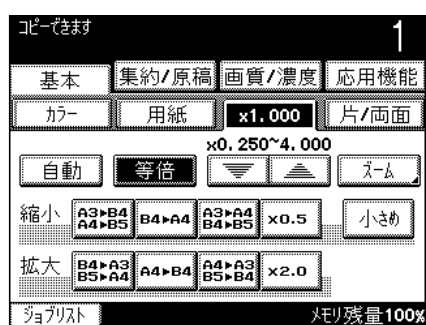 コピーできます 1
基本 集約/原稿 画質/濃度 応用機能
カラー 用紙 x1.000 片/両面
x0.250~4.000
自動 等倍 ズーム
縮小 A3▶B4 A4▶B5 B4▶A4 A3▶A4 B4▶B5 x0.5 小さめ
拡大 B4▶A3 B5▶A4 A4▶B4 A4▶A3 B5▶B4 x2.0
ジョブリスト メモリ残量100%